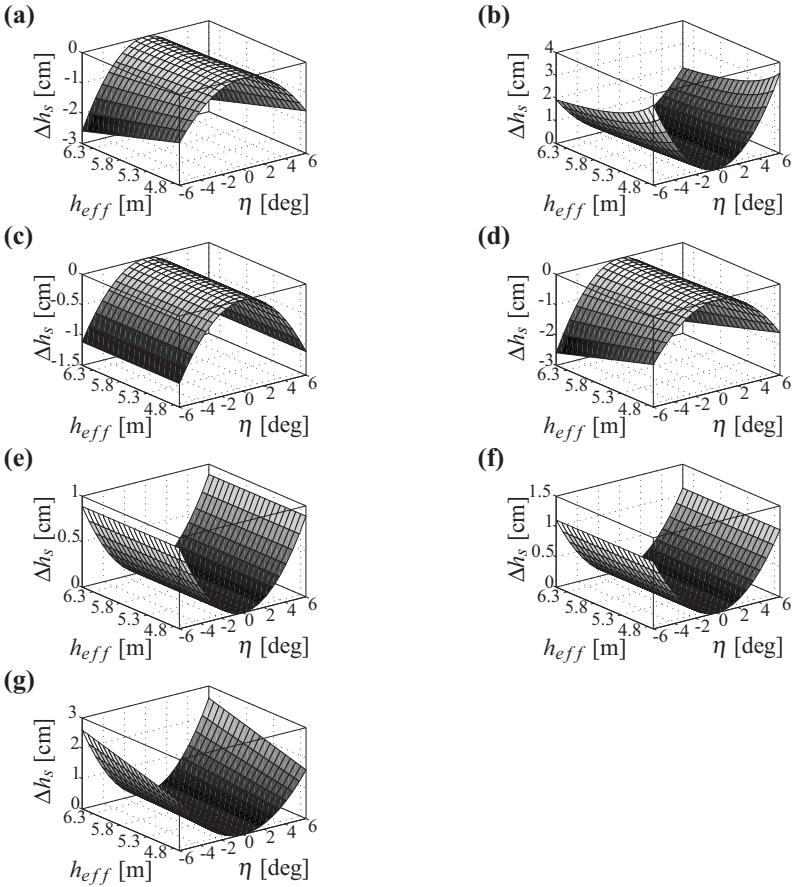 (a)
0
-1
-2
-3
Δh_s [cm]
6.3
5.8
5.3
4.8
h_eff [m]
-6 -4 -2 0 2 4 6
η [deg]
(b)
4
3
2
1
0
Δh_s [cm]
6.3
5.8
5.3
4.8
h_eff [m]
-6 -4 -2 0 2 4 6
η [deg]
(c)
0
-0.5
-1
-1.5
Δh_s [cm]
6.3
5.8
5.3
4.8
h_eff [m]
-6 -4 -2 0 2 4 6
η [deg]
(d)
0
-1
-2
-3
Δh_s [cm]
6.3
5.8
5.3
4.8
h_eff [m]
-6 -4 -2 0 2 4 6
η [deg]
(e)
1
0.5
0
Δh_s [cm]
6.3
5.8
5.3
4.8
h_eff [m]
-6 -4 -2 0 2 4 6
η [deg]
(f)
1.5
1
0.5
0
Δh_s [cm]
6.3
5.8
5.3
4.8
h_eff [m]
-6 -4 -2 0 2 4 6
η [deg]
(g)
3
2
1
0
Δh_s [cm]
6.3
5.8
5.3
4.8
h_eff [m]
-6 -4 -2 0 2 4 6
η [deg]